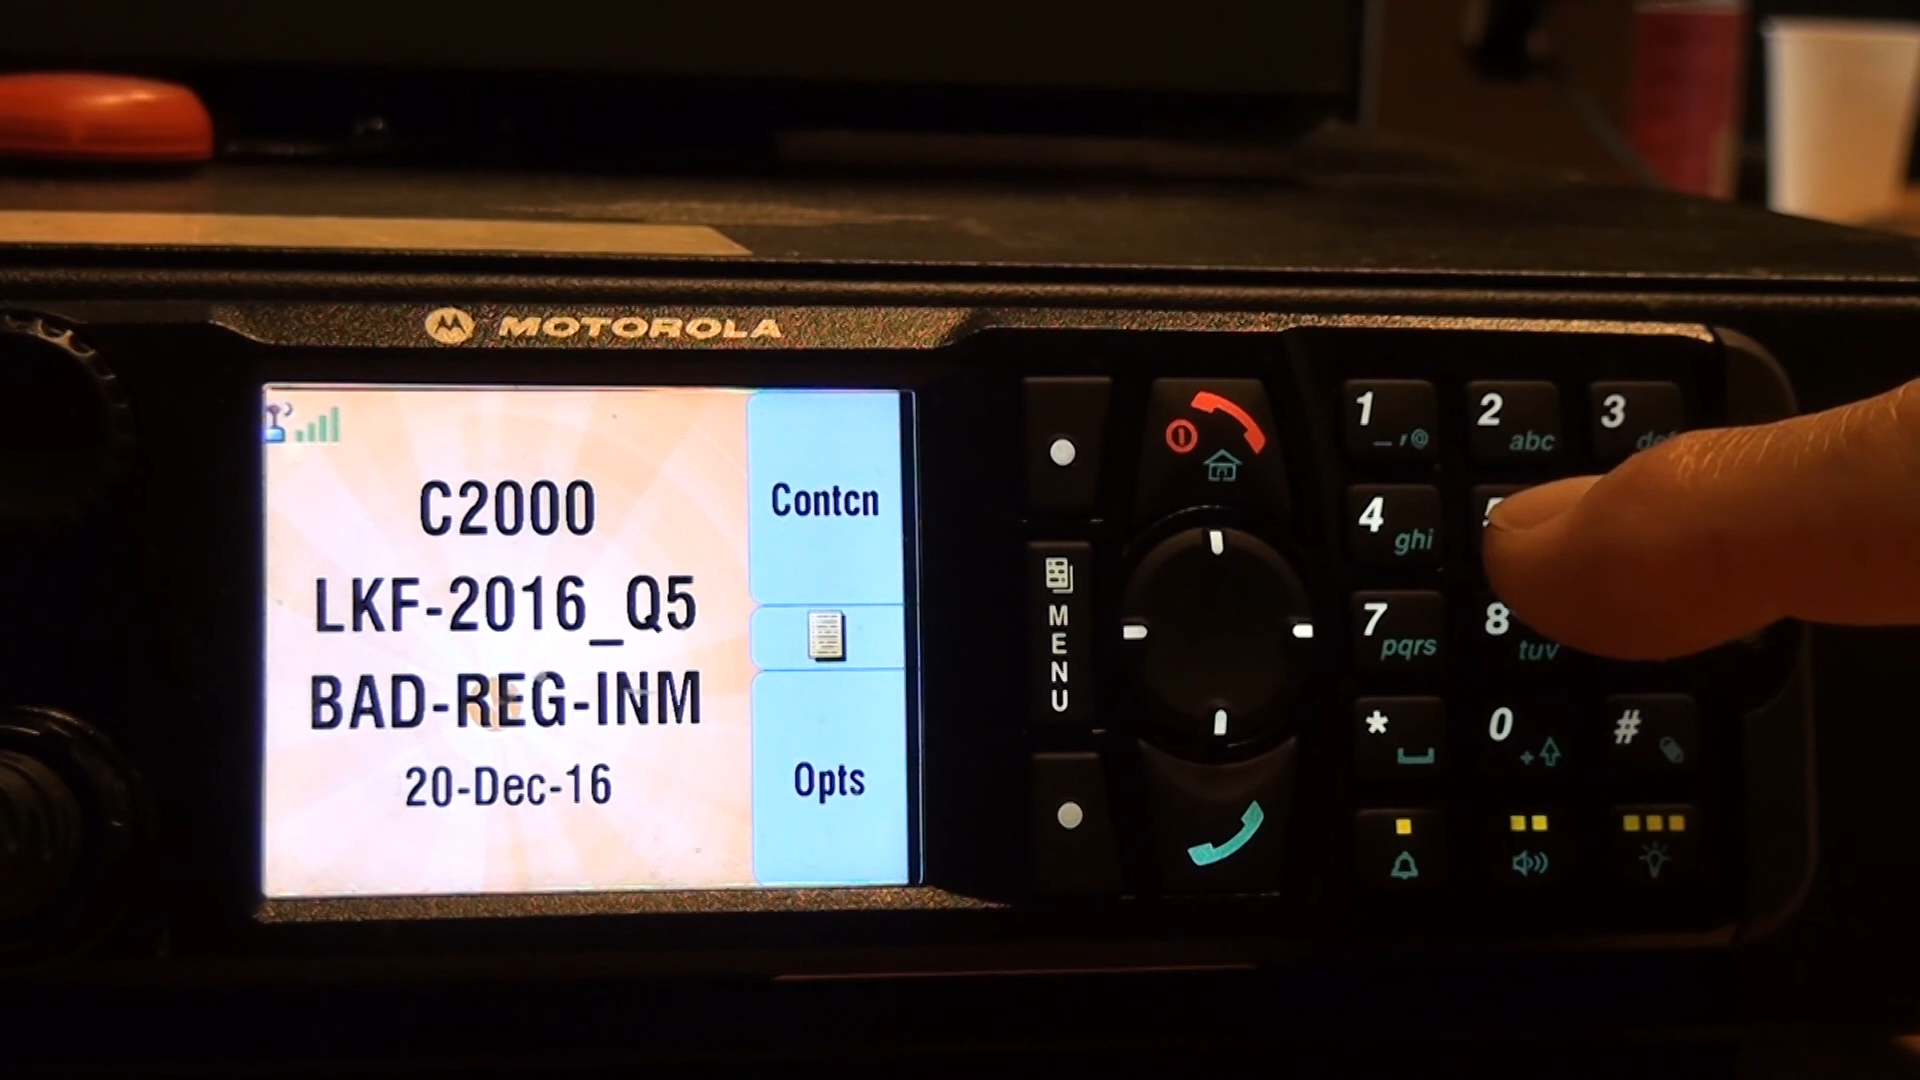 MOTOROLA
C2000
LKF-2016_Q5
BAD-REG-INM
20-Dec-16
Contcn
Opts
MENU
1 _,@
2 abc
3
4 ghi
7 pqrs
8 tuv
*
0 +
#